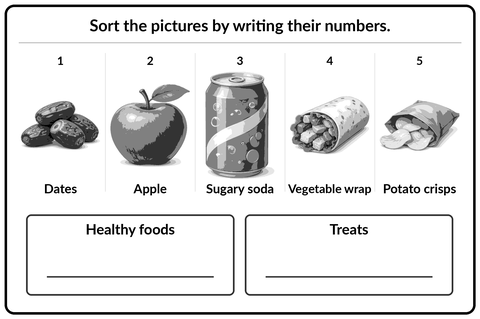 Sort the pictures by writing their numbers.
1 2 3 4 5
Dates Apple Sugary soda Vegetable wrap Potato crisps
Healthy foods Treats